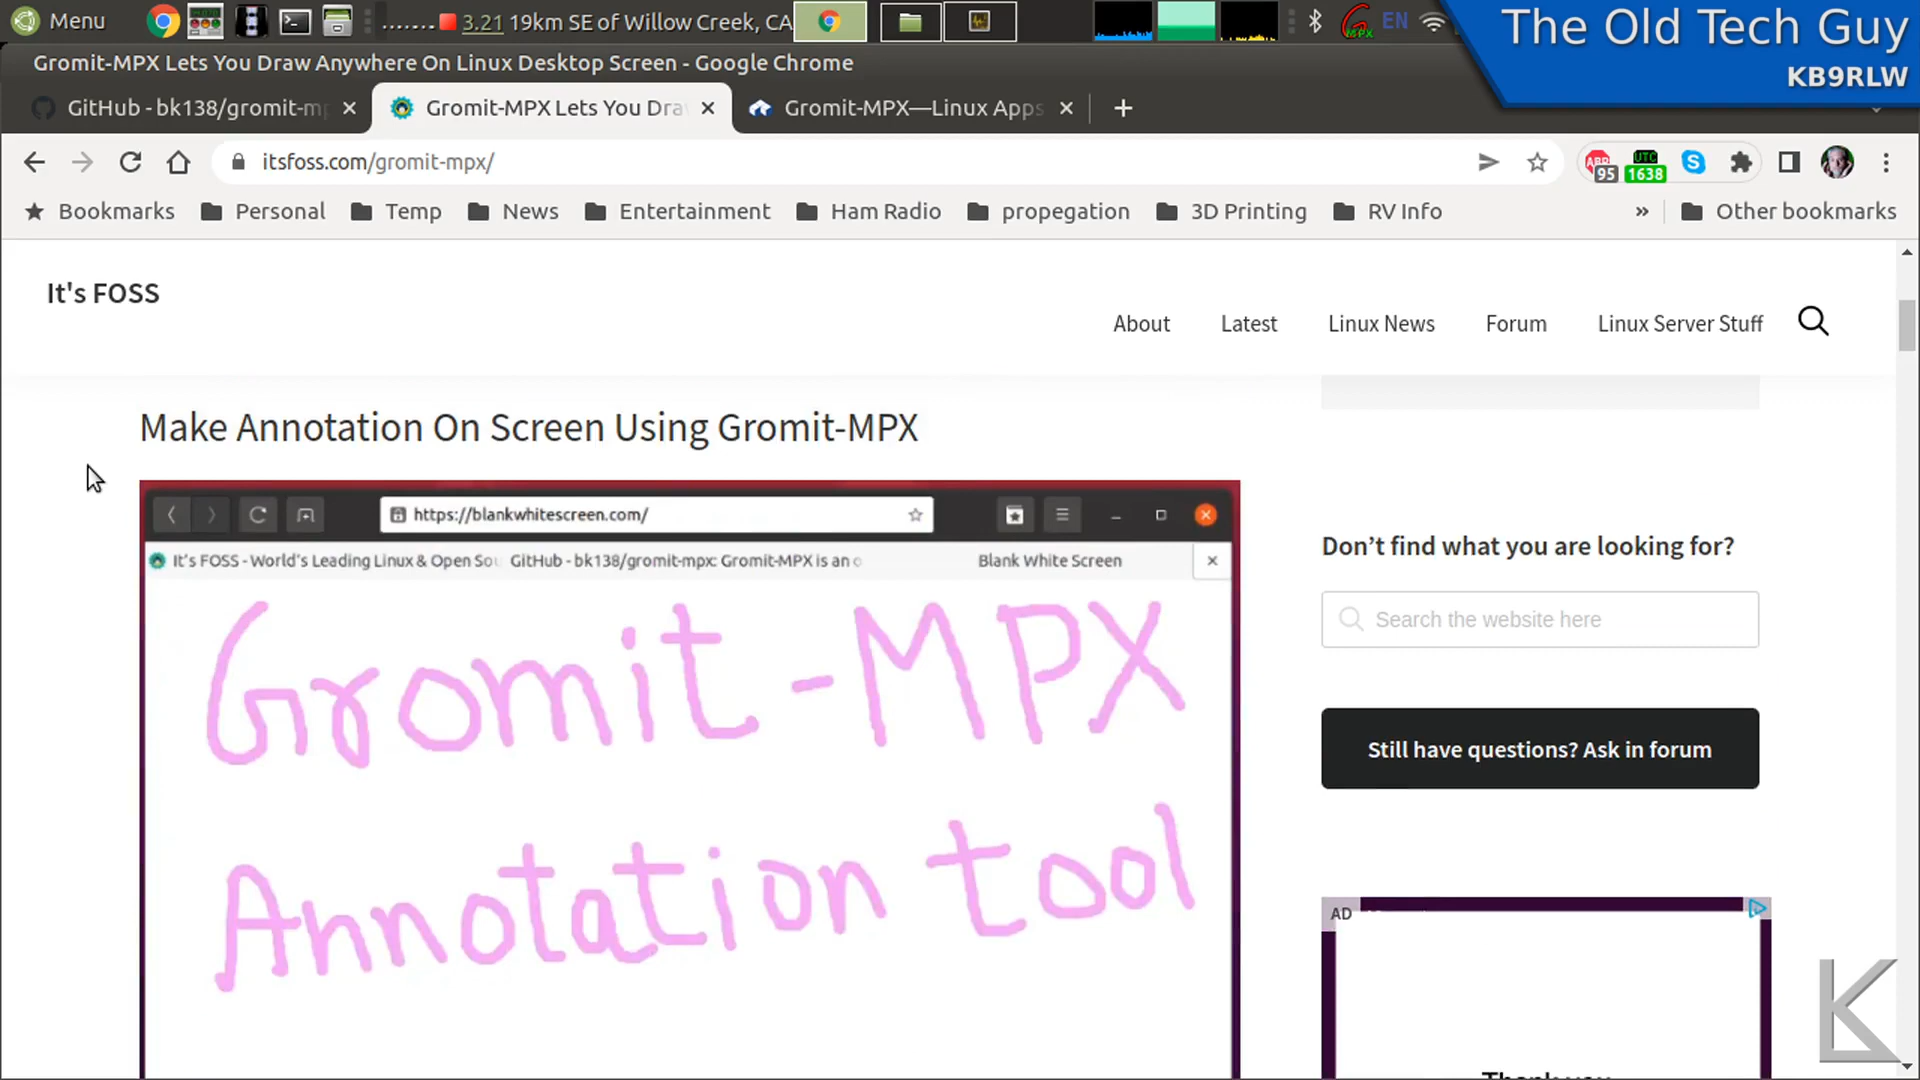 Menu
3.21 19km SE of Willow Creek, CA
EN
The Old Tech Guy
KB9RLW
Gromit-MPX Lets You Draw Anywhere On Linux Desktop Screen - Google Chrome
GitHub - bk138/gromit-mp
Gromit-MPX Lets You Dra
Gromit-MPX—Linux Apps
itsfoss.com/gromit-mpx/
ABP 95
UTC 1638
Bookmarks
Personal
Temp
News
Entertainment
Ham Radio
propegation
3D Printing
RV Info
Other bookmarks
It's FOSS
About
Latest
Linux News
Forum
Linux Server Stuff
Make Annotation On Screen Using Gromit-MPX
https://blankwhitescreen.com/
It's FOSS - World's Leading Linux & Open Sou
GitHub - bk138/gromit-mpx: Gromit-MPX is an o
Blank White Screen
Gromit-MPX
Annotation tool
Don't find what you are looking for?
Search the website here
Still have questions? Ask in forum
AD